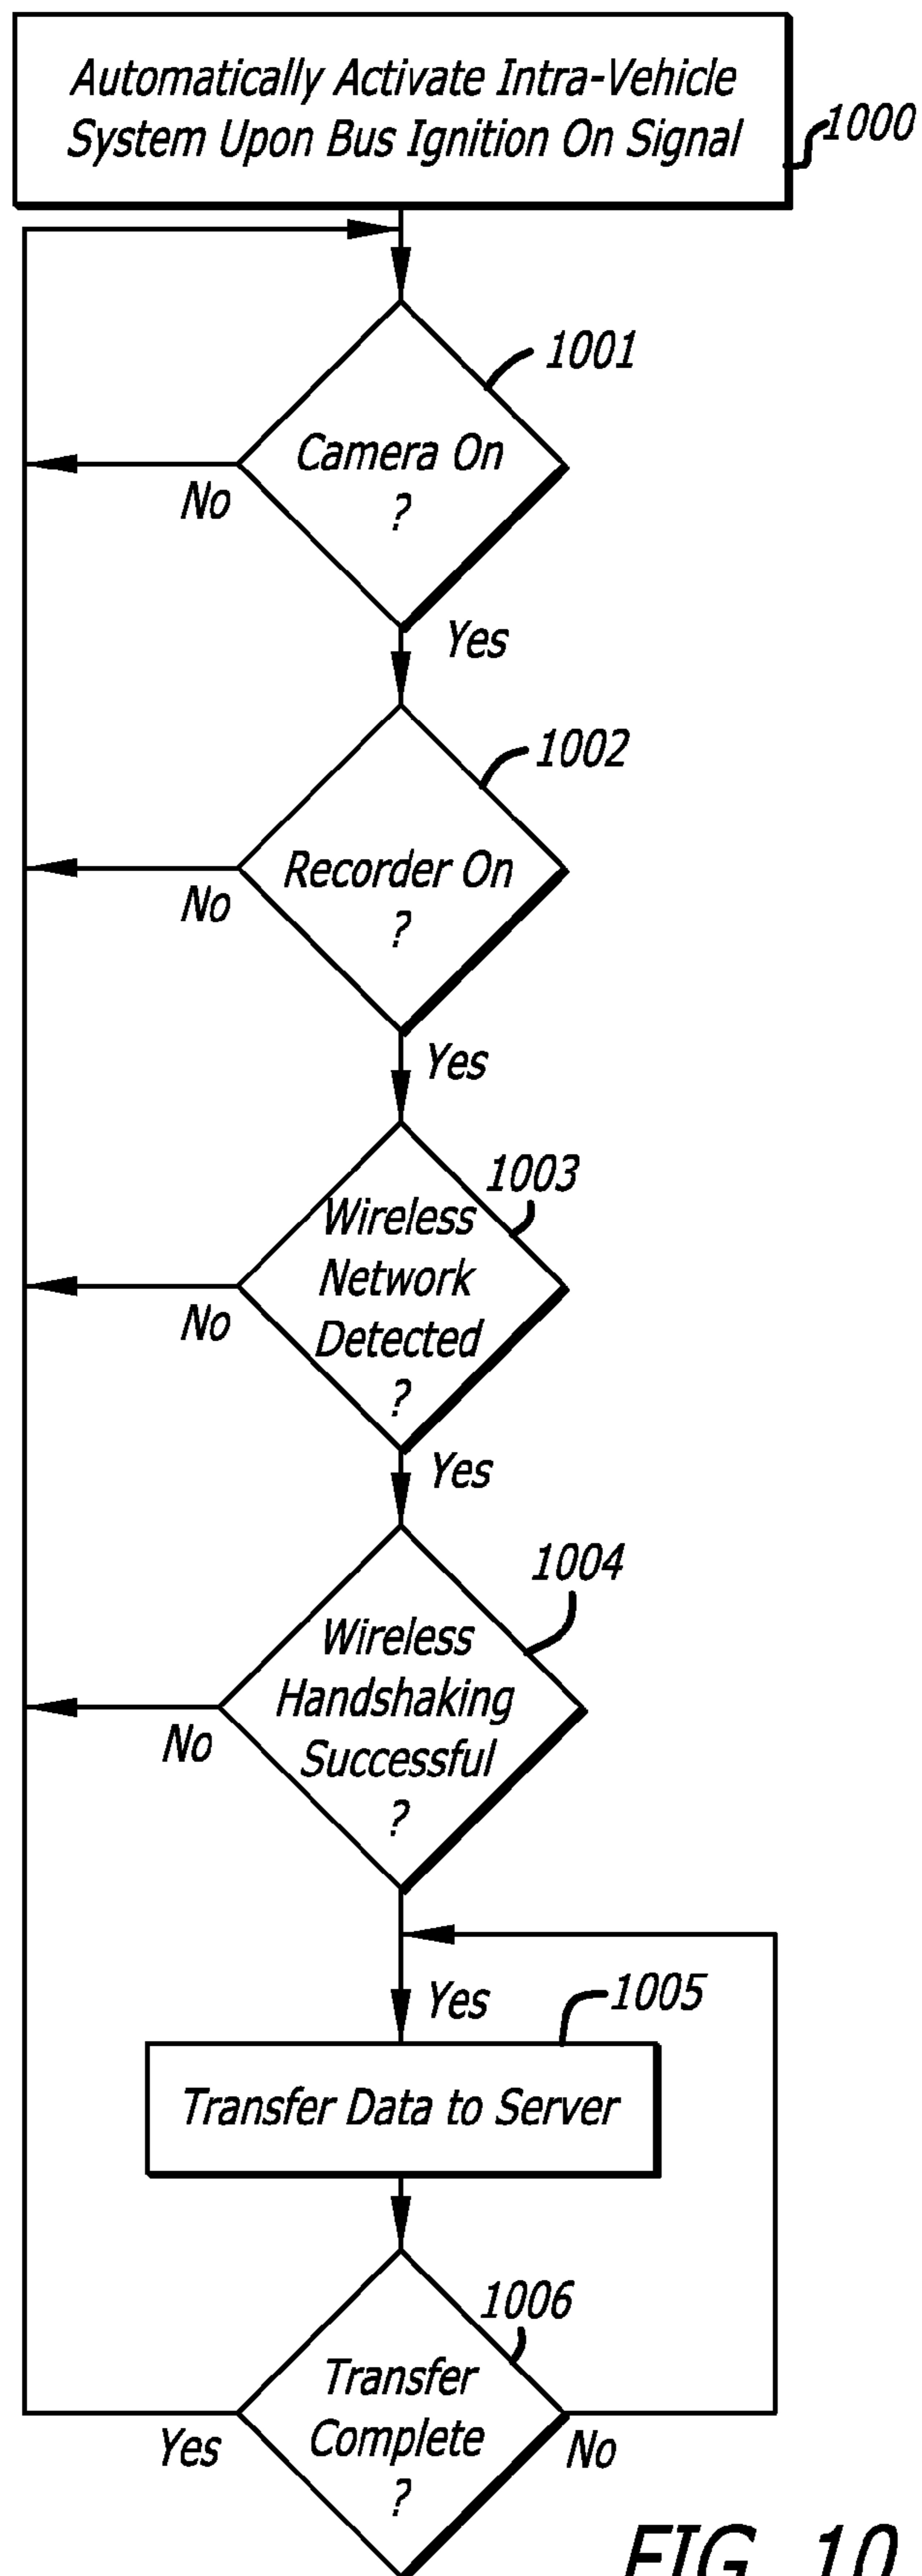 Automatically Activate Intra-Vehicle
System Upon Bus Ignition On Signal
1000
1001
Camera On
?
No
Yes
1002
Recorder On
?
No
Yes
1003
Wireless
Network
Detected
?
No
Yes
1004
Wireless
Handshaking
Successful
?
No
Yes
1005
Transfer Data to Server
1006
Transfer
Complete
?
Yes
No
FIG. 10